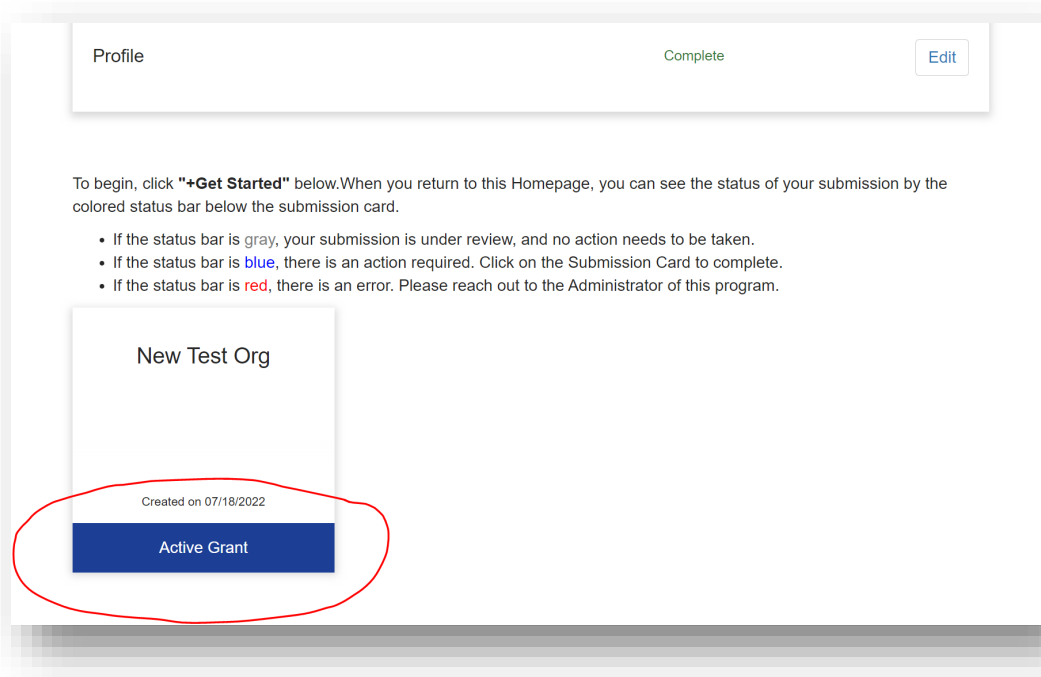 Profile Complete Edit
To begin, click "+Get Started" below.When you return to this Homepage, you can see the status of your submission by the
colored status bar below the submission card.
• If the status bar is gray, your submission is under review, and no action needs to be taken.
• If the status bar is blue, there is an action required. Click on the Submission Card to complete.
• If the status bar is red, there is an error. Please reach out to the Administrator of this program.
New Test Org
Created on 07/18/2022
Active Grant